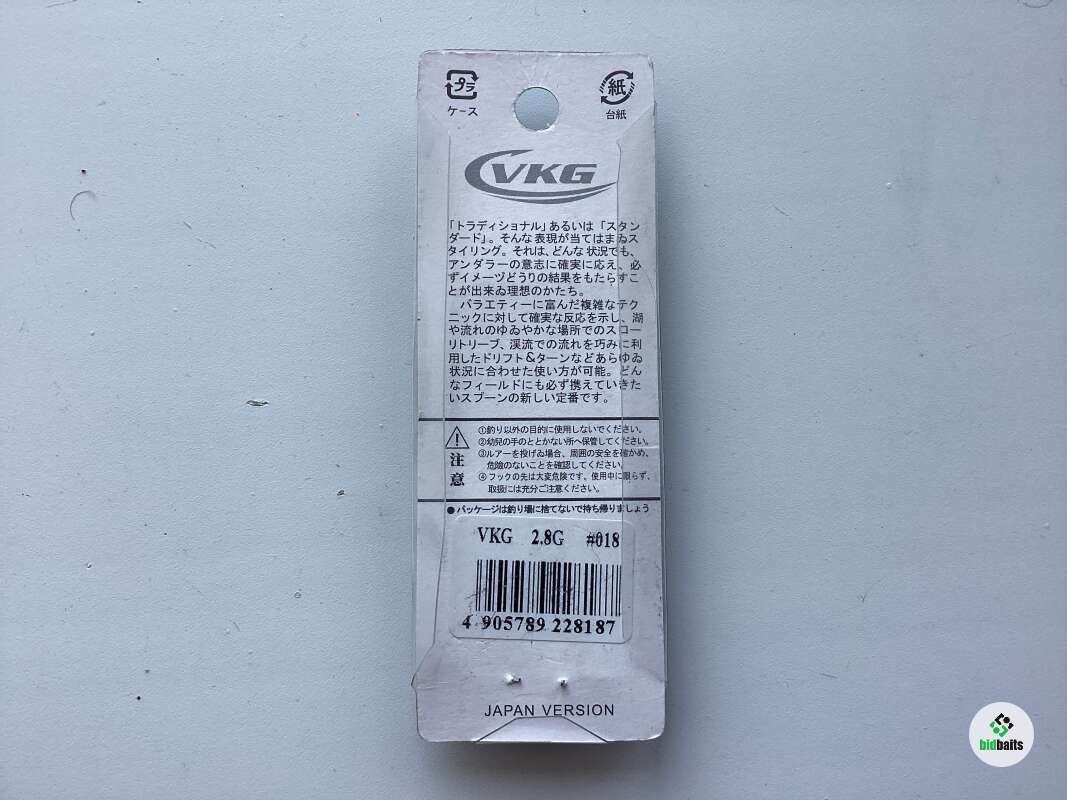 プラ
ケース
紙
台紙
VKG
「トラディショナル」あるいは「スタン
ダード」。そんな表現が当てはまゐス
タイリング。それは、どんな状況でも、
アンダラーの意志に確実に応え、必
ずイメーヅどうりの結果をもたらすこ
とが出来ゐ理想のかたち。
バラエティーに富んだ複雑なテク
ニックに対して確実な反応を示し、湖
や流れのゆゐやかな場所でのスロー
リトリーブ、渓流での流れを巧みに利
用したドリフト&ターンなどあらゆゐ
状況に合わせた使い方が可能。どん
なフィールドにも必ず携えていきた
いスプーンの新しい定番です。
注意
①釣り以外の目的に使用しないでください。
②幼兒の手のととかない所へ保管してください。
③ルアーを投げゐ場合、周囲の安全を確かめ、
危険のないことを確認してください。
④フックの先は大変危険です。使用中に限らず、
取扱には充分ご注意ください。
●パッケージは釣り場に捨てないで持ち帰りましょう
VKG 2.8G #018
4 905789 228187
JAPAN VERSION
bidbaits